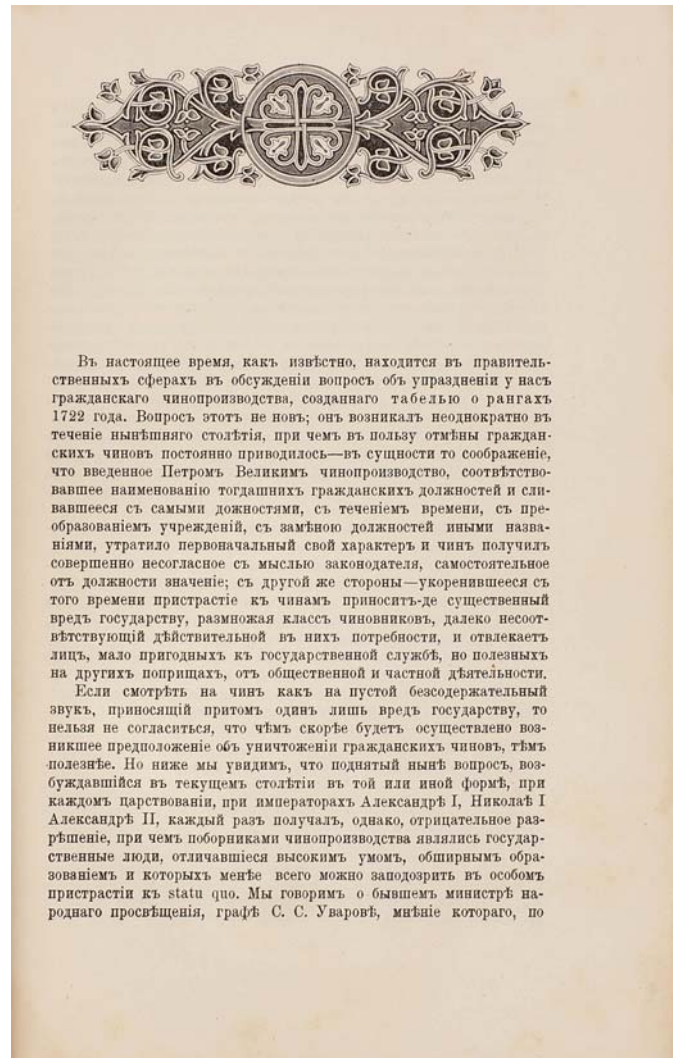 Въ настоящее время, какъ извѣстно, находится въ правитель-
ственныхъ сферахъ въ обсужденіи вопросъ объ упраздненіи у насъ
гражданскаго чинопроизводства, созданнаго табелью о рангахъ
1722 года. Вопросъ этотъ не новъ; онъ возникалъ неоднократно въ
теченіе нынѣшняго столѣтія, при чемъ въ пользу отмѣны граждан-
скихъ чиновъ постоянно приводилось—въ сущности то соображеніе,
что введенное Петромъ Великимъ чинопроизводство, соотвѣтство-
вавшее наименованію тогдашнихъ гражданскихъ должностей и сли-
вавшееся съ самыми дожностями, съ теченіемъ времени, съ пре-
образованіемъ учрежденій, съ замѣною должностей иными назва-
ніями, утратило первоначальный свой характеръ и чинъ получилъ
совершенно несогласное съ мыслью законодателя, самостоятельное
отъ должности значеніе; съ другой же стороны—укоренившееся съ
того времени пристрастіе къ чинамъ приноситъ-де существенный
вредъ государству, размножая классъ чиновниковъ, далеко несоот-
вѣтствующій дѣйствительной въ нихъ потребности, и отвлекаетъ
лицъ, мало пригодныхъ къ государственной службѣ, но полезныхъ
на другихъ поприщахъ, отъ общественной и частной дѣятельности.
Если смотрѣть на чинъ какъ на пустой безсодержательный
звукъ, приносящій притомъ одинъ лишь вредъ государству, то
нельзя не согласиться, что чѣмъ скорѣе будетъ осуществлено воз-
никшее предположеніе объ уничтоженіи гражданскихъ чиновъ, тѣмъ
полезнѣе. Но ниже мы увидимъ, что поднятый нынѣ вопросъ, воз-
буждавшійся въ текущемъ столѣтіи въ той или иной формѣ, при
каждомъ царствованіи, при императорахъ Александрѣ I, Николаѣ I
Александрѣ II, каждый разъ получалъ, однако, отрицательное раз-
рѣшеніе, при чемъ поборниками чинопроизводства являлись государ-
ственные люди, отличавшіеся высокимъ умомъ, обширнымъ обра-
зованіемъ и которыхъ менѣе всего можно заподозрить въ особомъ
пристрастіи къ statu quo. Мы говоримъ о бывшемъ министрѣ на-
роднаго просвѣщенія, графѣ С. С. Уваровѣ, мнѣніе котораго, по